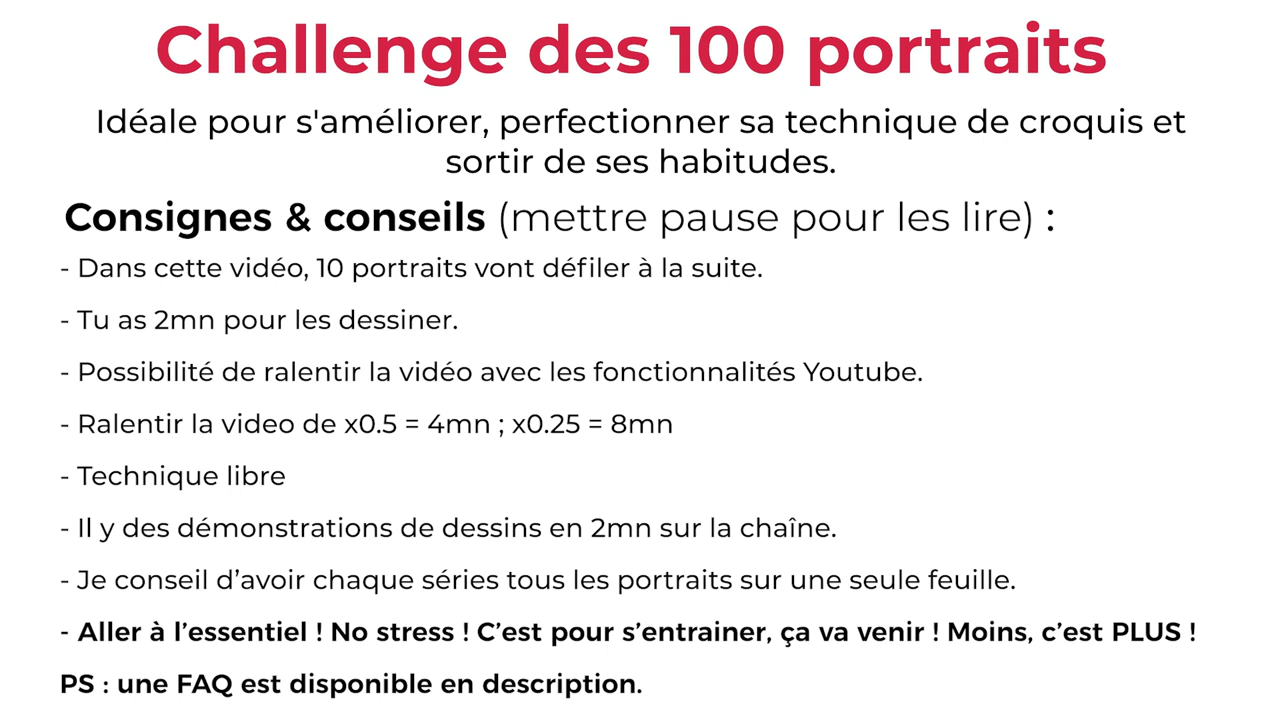 Challenge des 100 portraits
Idéale pour s'améliorer, perfectionner sa technique de croquis et
sortir de ses habitudes.
Consignes & conseils (mettre pause pour les lire) :
- Dans cette vidéo, 10 portraits vont défiler à la suite.
- Tu as 2mn pour les dessiner.
- Possibilité de ralentir la vidéo avec les fonctionnalités Youtube.
- Ralentir la video de x0.5 = 4mn ; x0.25 = 8mn
- Technique libre
- Il y des démonstrations de dessins en 2mn sur la chaîne.
- Je conseil d’avoir chaque séries tous les portraits sur une seule feuille.
- Aller à l’essentiel ! No stress ! C’est pour s’entrainer, ça va venir ! Moins, c’est PLUS !
PS : une FAQ est disponible en description.